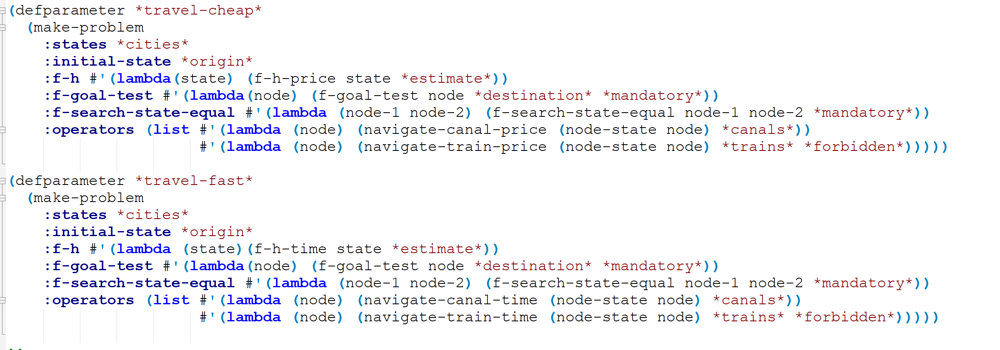 (defparameter *travel-cheap*
  (make-problem
    :states *cities*
    :initial-state *origin*
    :f-h #'(lambda(state) (f-h-price state *estimate*))
    :f-goal-test #'(lambda(node) (f-goal-test node *destination* *mandatory*))
    :f-search-state-equal #'(lambda (node-1 node-2) (f-search-state-equal node-1 node-2 *mandatory*))
    :operators (list #'(lambda (node) (navigate-canal-price (node-state node) *canals*))
                     #'(lambda (node) (navigate-train-price (node-state node) *trains* *forbidden*)))))
(defparameter *travel-fast*
  (make-problem
    :states *cities*
    :initial-state *origin*
    :f-h #'(lambda (state)(f-h-time state *estimate*))
    :f-goal-test #'(lambda(node) (f-goal-test node *destination* *mandatory*))
    :f-search-state-equal #'(lambda (node-1 node-2) (f-search-state-equal node-1 node-2 *mandatory*))
    :operators (list #'(lambda (node) (navigate-canal-time (node-state node) *canals*))
                     #'(lambda (node) (navigate-train-time (node-state node) *trains* *forbidden*)))))